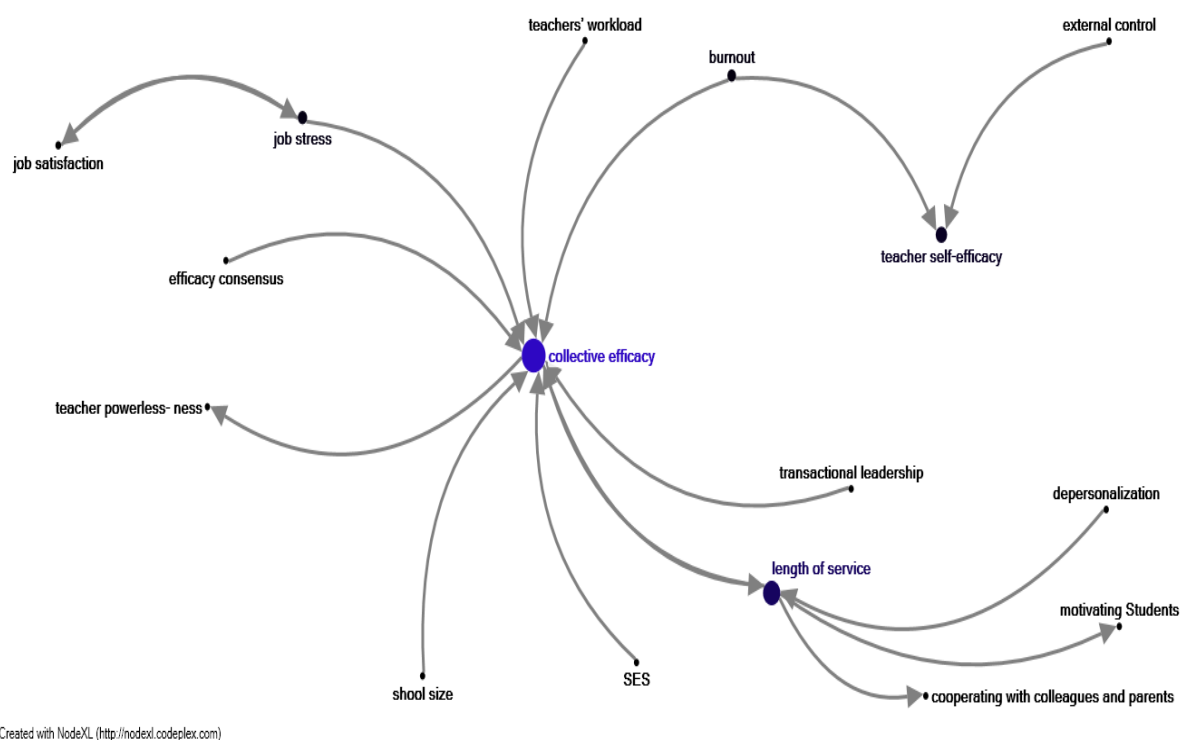 teachers' workload
external control
burnout
job stress
job satisfaction
teacher self-efficacy
efficacy consensus
collective efficacy
teacher powerless- ness
transactional leadership
depersonalization
length of service
motivating Students
SES
shool size
cooperating with colleagues and parents
Created with NodeXL (http://nodexl.codeplex.com)